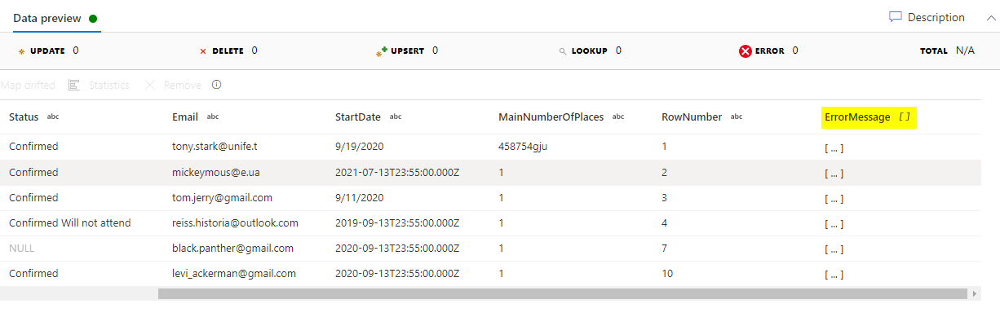 Data preview Description
UPDATE 0 DELETE 0 UPSERT 0 LOOKUP 0 ERROR 0 TOTAL N/A
Map drifted Statistics Remove
Status abc Email abc StartDate abc MainNumberOfPlaces abc RowNumber abc ErrorMessage []
Confirmed tony.stark@unife.t 9/19/2020 458754gju 1 [ ... ]
Confirmed mickeymous@e.ua 2021-07-13T23:55:00.000Z 1 2 [ ... ]
Confirmed tom.jerry@gmail.com 9/11/2020 1 3 [ ... ]
Confirmed Will not attend reiss.historia@outlook.com 2019-09-13T23:55:00.000Z 1 4 [ ... ]
NULL black.panther@gmail.com 2020-09-13T23:55:00.000Z 1 7 [ ... ]
Confirmed levi_ackerman@gmail.com 2020-09-13T23:55:00.000Z 1 10 [ ... ]